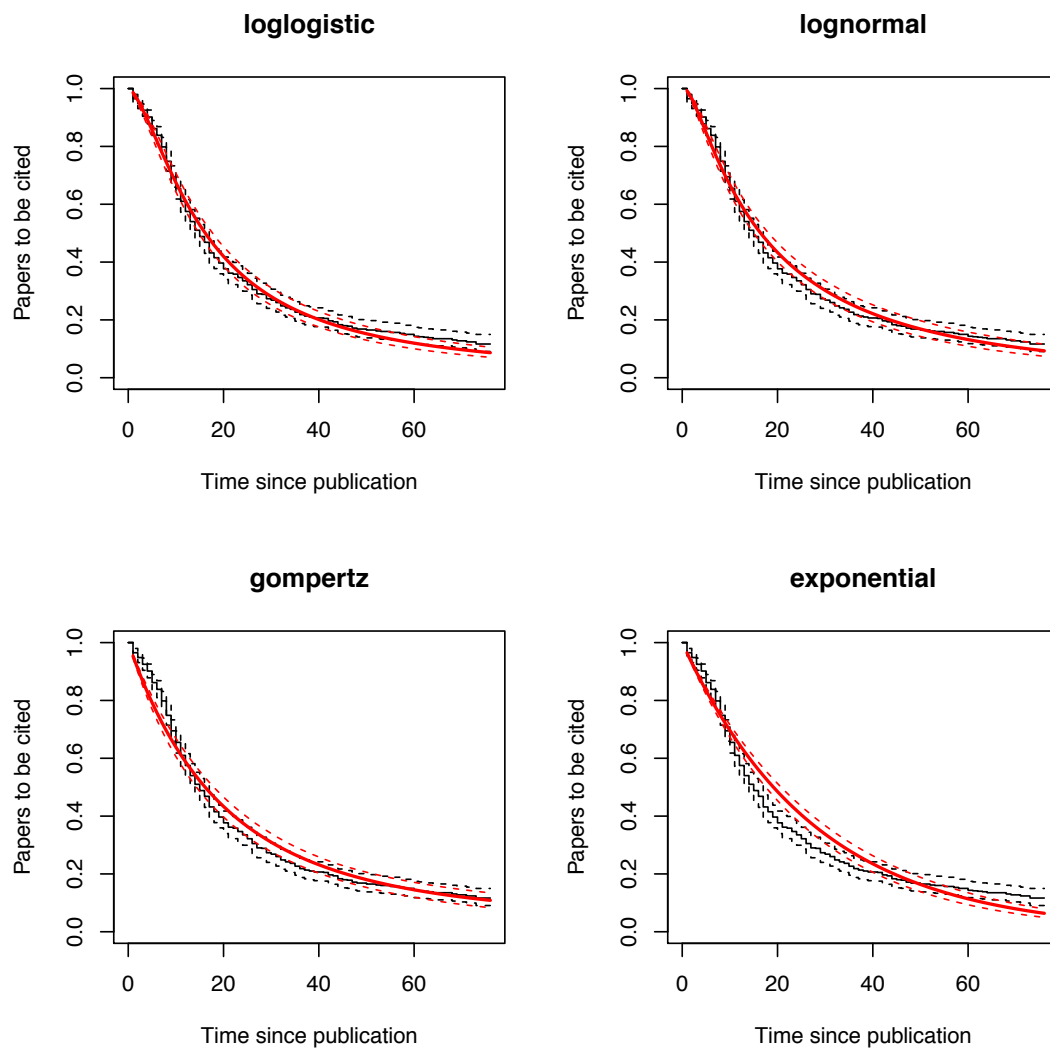 loglogistic
Papers to be cited
0.0 0.2 0.4 0.6 0.8 1.0
0 20 40 60
Time since publication
lognormal
Papers to be cited
0.0 0.2 0.4 0.6 0.8 1.0
0 20 40 60
Time since publication
gompertz
Papers to be cited
0.0 0.2 0.4 0.6 0.8 1.0
0 20 40 60
Time since publication
exponential
Papers to be cited
0.0 0.2 0.4 0.6 0.8 1.0
0 20 40 60
Time since publication